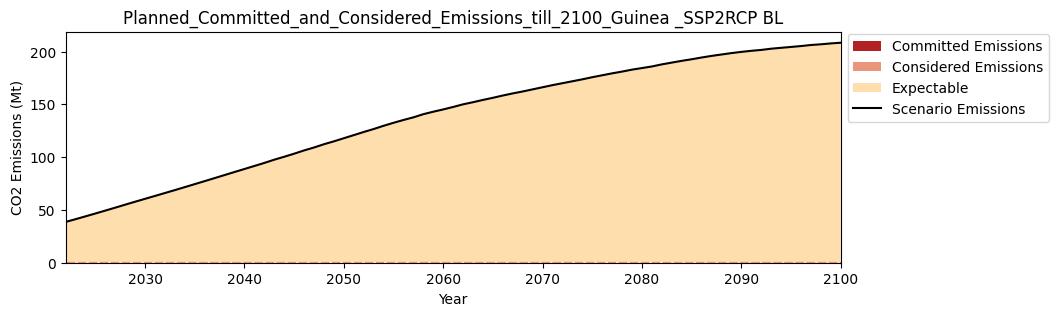 Planned_Committed_and_Considered_Emissions_till_2100_Guinea _SSP2RCP BL
CO2 Emissions (Mt)
200
150
100
50
0
2030 2040 2050 2060 2070 2080 2090 2100
Year
Committed Emissions
Considered Emissions
Expectable
Scenario Emissions